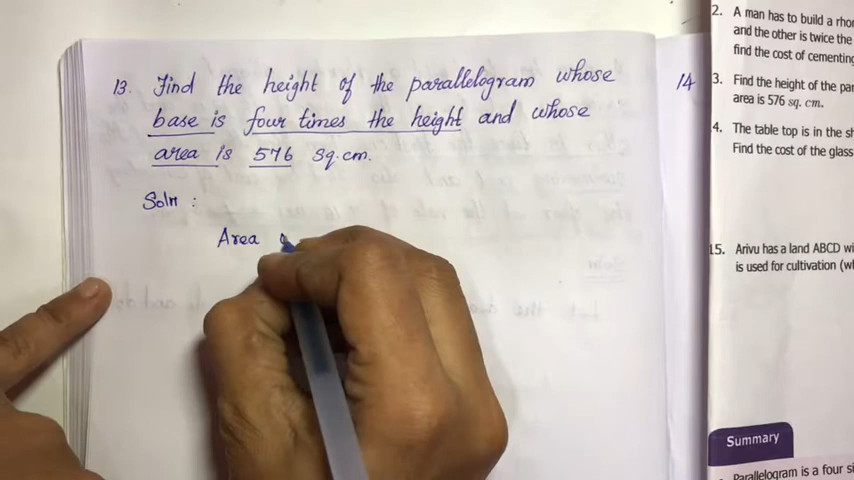 13. Find the height of the parallelogram whose
base is four times the height and whose
area is 576 sq.cm.
Soln :
Area
14
2. A man has to build a rhor
and the other is twice the
find the cost of cementing
3. Find the height of the par
area is 576 sq. cm.
4. The table top is in the sh
Find the cost of the glass
15. Arivu has a land ABCD wi
is used for cultivation (wl
Summary
Parallelogram is a four si